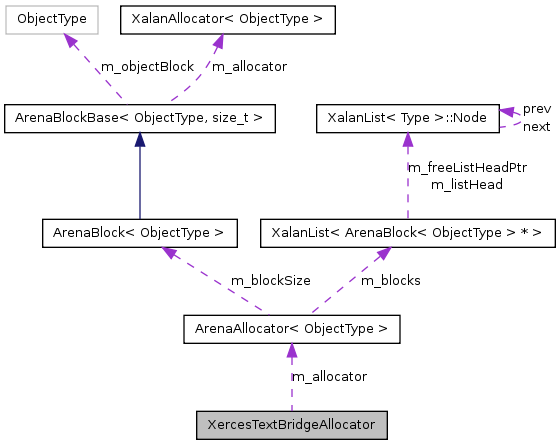 ObjectType
XalanAllocator< ObjectType >
m_objectBlock
m_allocator
ArenaBlockBase< ObjectType, size_t >
XalanList< Type >::Node
prev
next
m_freeListHeadPtr
m_listHead
ArenaBlock< ObjectType >
XalanList< ArenaBlock< ObjectType > * >
m_blockSize
m_blocks
ArenaAllocator< ObjectType >
m_allocator
XercesTextBridgeAllocator